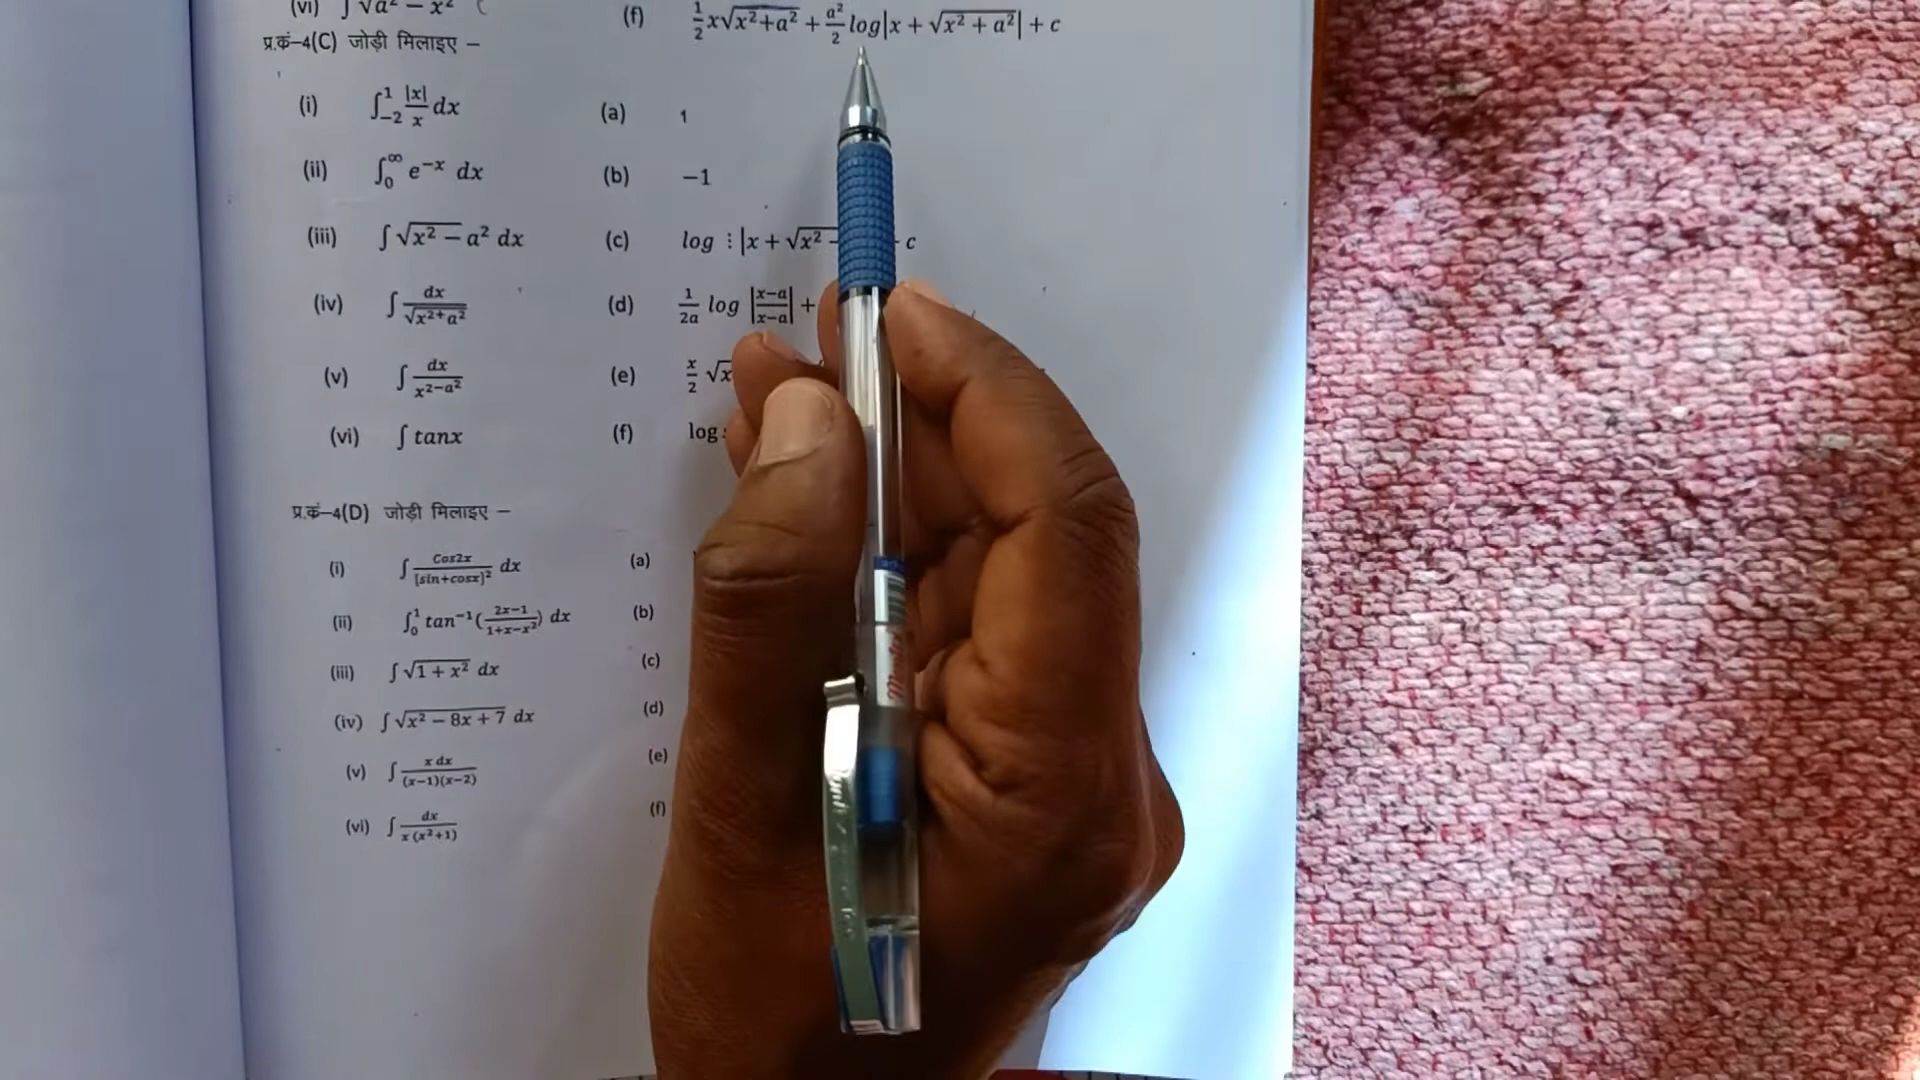 (vi) ∫ √a² − x² (f) ½x√x²+a² + a²/2 log|x + √x² + a²| + c
प्र.कं–4(C) जोड़ी मिलाइए –
(i) ∫₋₂¹ |x|/x dx (a) 1
(ii) ∫₀^∞ e⁻ˣ dx (b) −1
(iii) ∫ √x² − a² dx (c) log ⋮ |x + √x² − c
(iv) ∫ dx/√x²⁺a² (d) 1/2a log |x−a/x−a| +
(v) ∫ dx/x²−a² (e) x/2 √x
(vi) ∫ tanx (f) log
प्र.कं–4(D) जोड़ी मिलाइए –
(i) ∫ Cos2x/[sin+cosx]² dx (a)
(ii) ∫₀¹ tan⁻¹(2x−1/1+x−x²) dx (b)
(iii) ∫ √1 + x² dx (c)
(iv) ∫ √x² − 8x + 7 dx (d)
(v) ∫ x dx/(x−1)(x−2) (e)
(vi) ∫ dx/x (x²+1) (f)